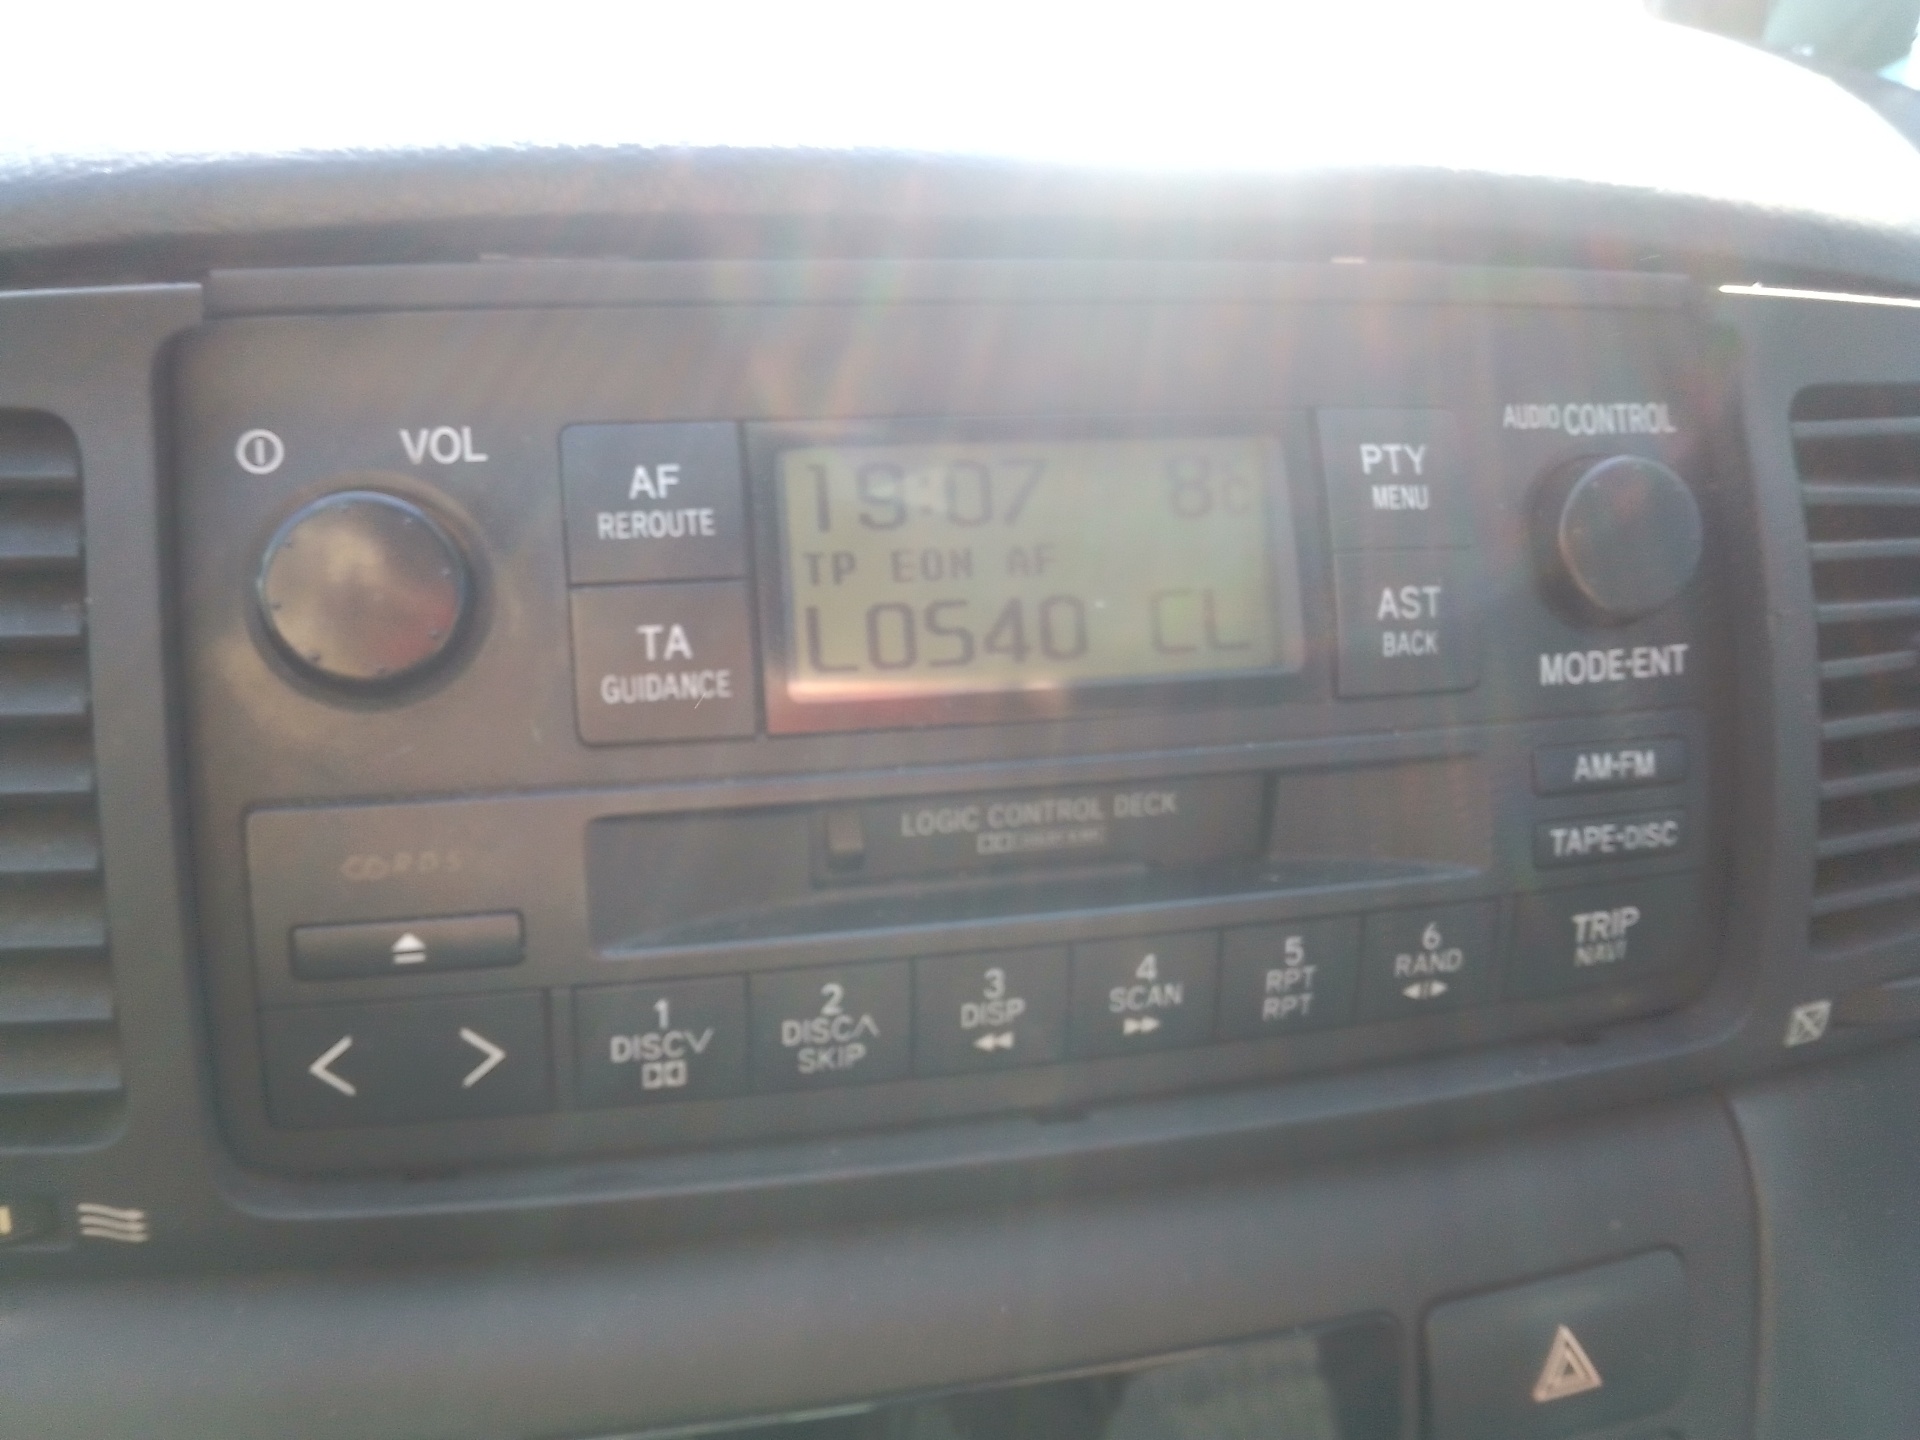 VOL
AF
REROUTE
TA
GUIDANCE
19:07 8°C
TP EON AF
LOS40 CL
PTY
MENU
AST
BACK
AUDIO CONTROL
MODE·ENT
AM·FM
TAPE·DISC
TRIP
NAVI
LOGIC CONTROL DECK
1
DISC
2
DISC
SKIP
3
DISP
4
SCAN
5
RPT
RPT
6
RAND